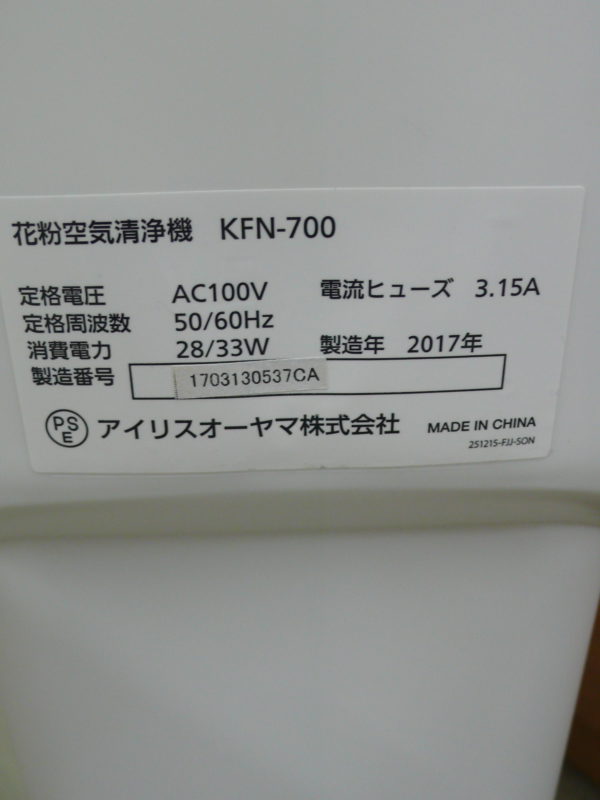 花粉空気清浄機 KFN-700
定格電圧 AC100V 電流ヒューズ 3.15A
定格周波数 50/60Hz
消費電力 28/33W 製造年 2017年
製造番号 1703130537CA
PSE アイリスオーヤマ株式会社 MADE IN CHINA
251215-FJJ-SON